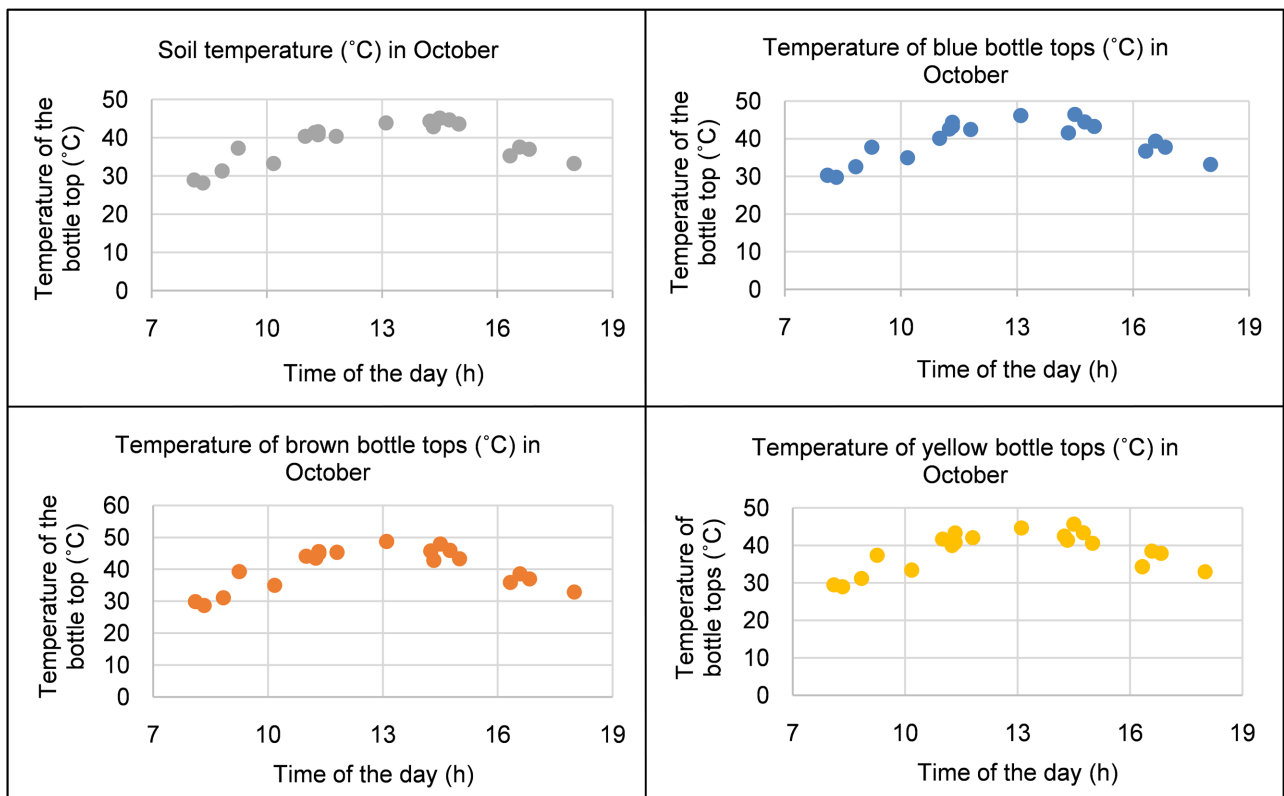 Soil temperature (˚C) in October
Temperature of the
bottle top (˚C)
50
40
30
20
10
0
7 10 13 16 19
Time of the day (h)
Temperature of blue bottle tops (˚C) in
October
Temperature of the
bottle top (˚C)
50
40
30
20
10
0
7 10 13 16 19
Time of the day (h)
Temperature of brown bottle tops (˚C) in
October
Temperature of the
bottle top (˚C)
60
50
40
30
20
10
0
7 10 13 16 19
Time of the day (h)
Temperature of yellow bottle tops (˚C) in
October
Temperature of
bottle tops (˚C)
50
40
30
20
10
0
7 10 13 16 19
Time of the day (h)